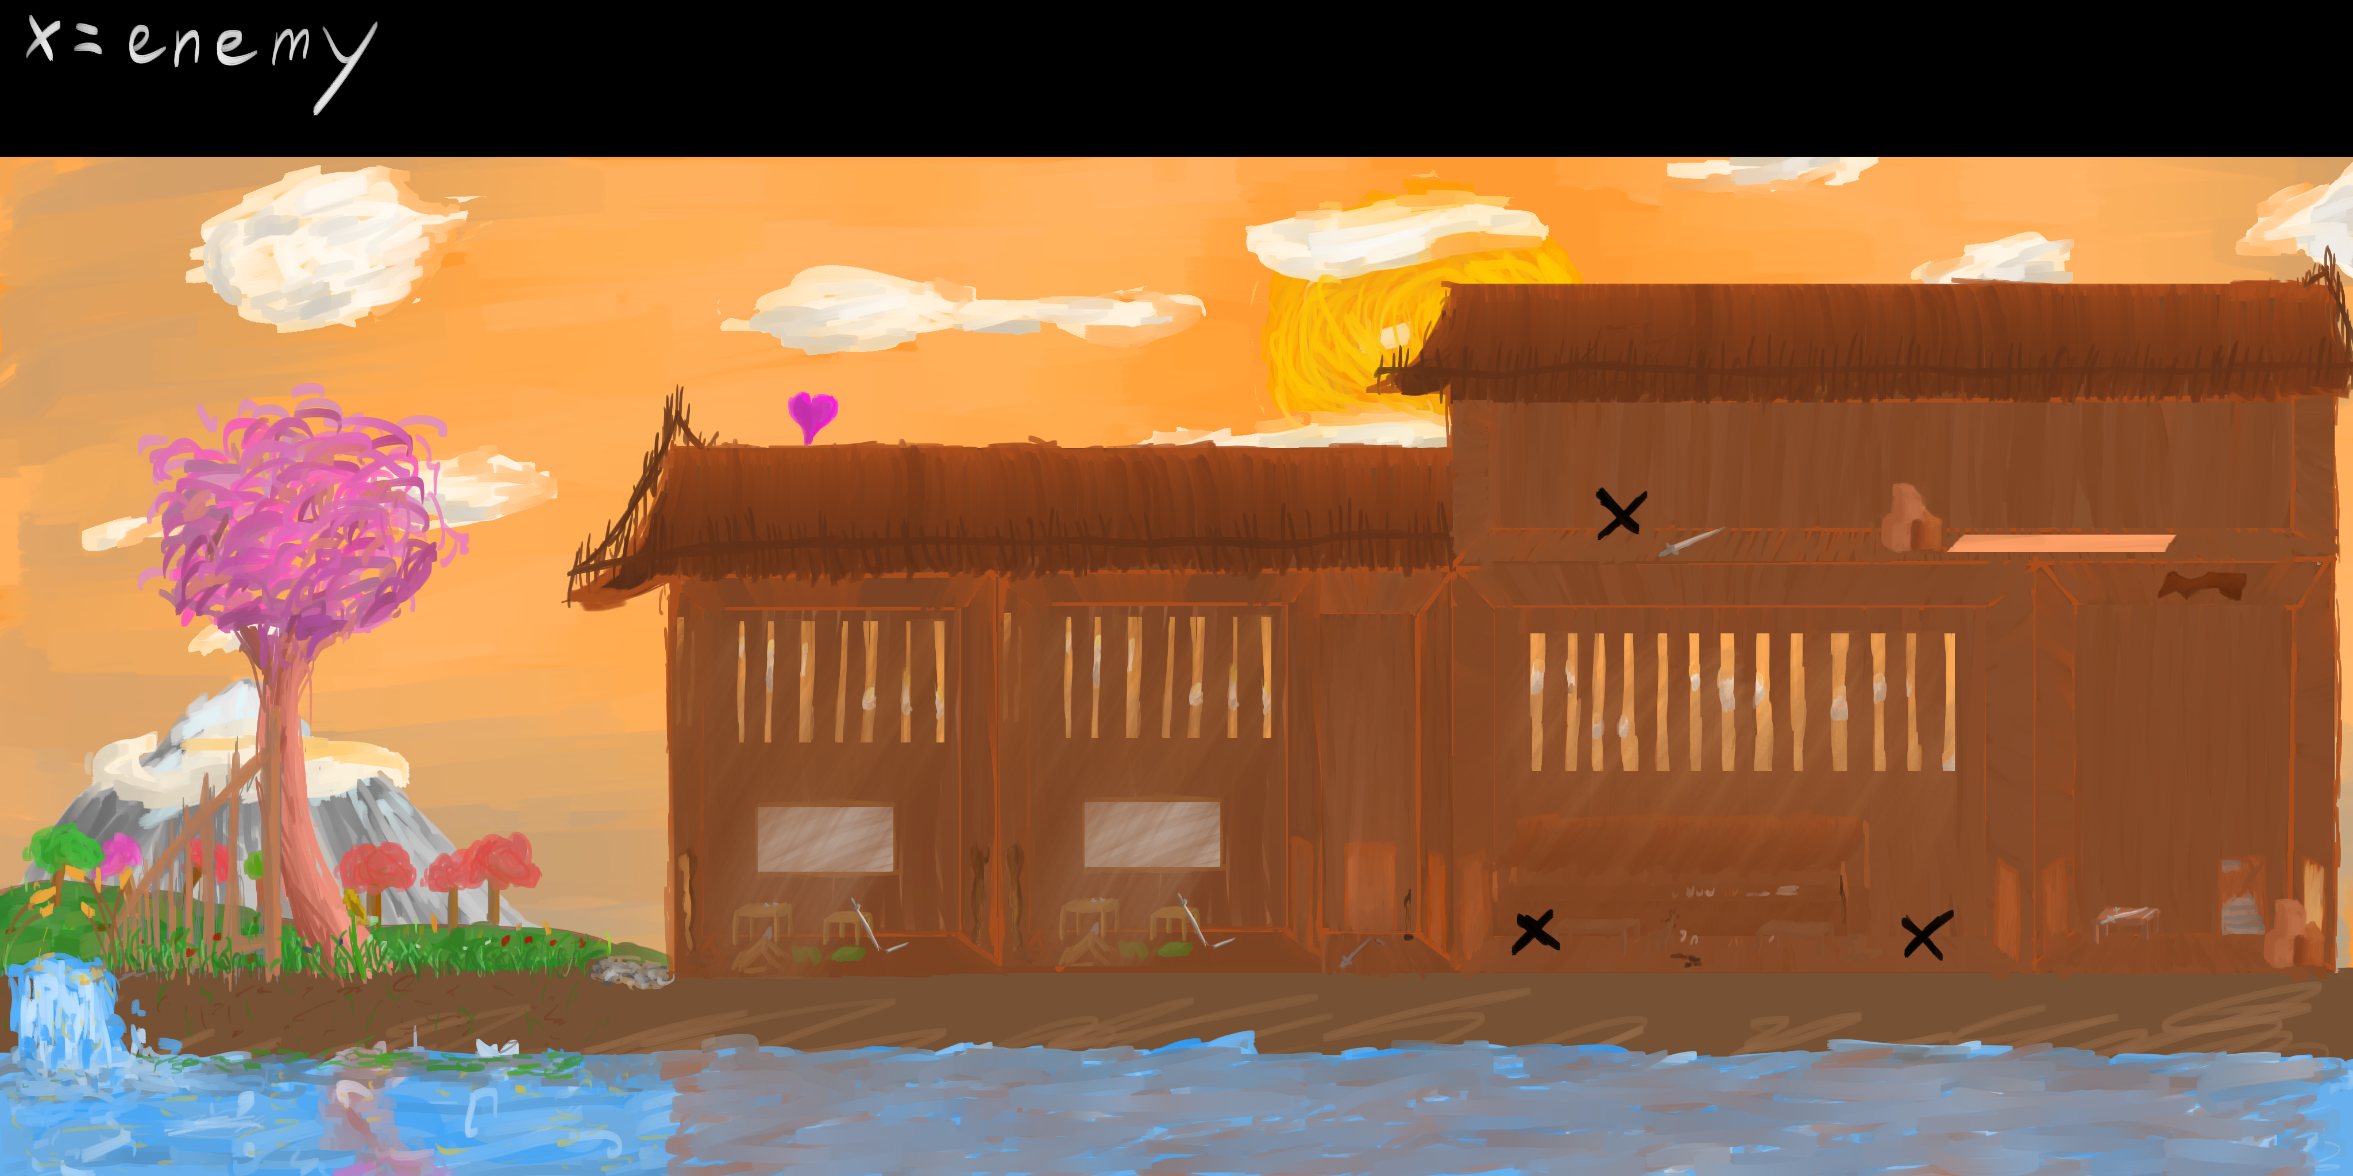 x = enemy